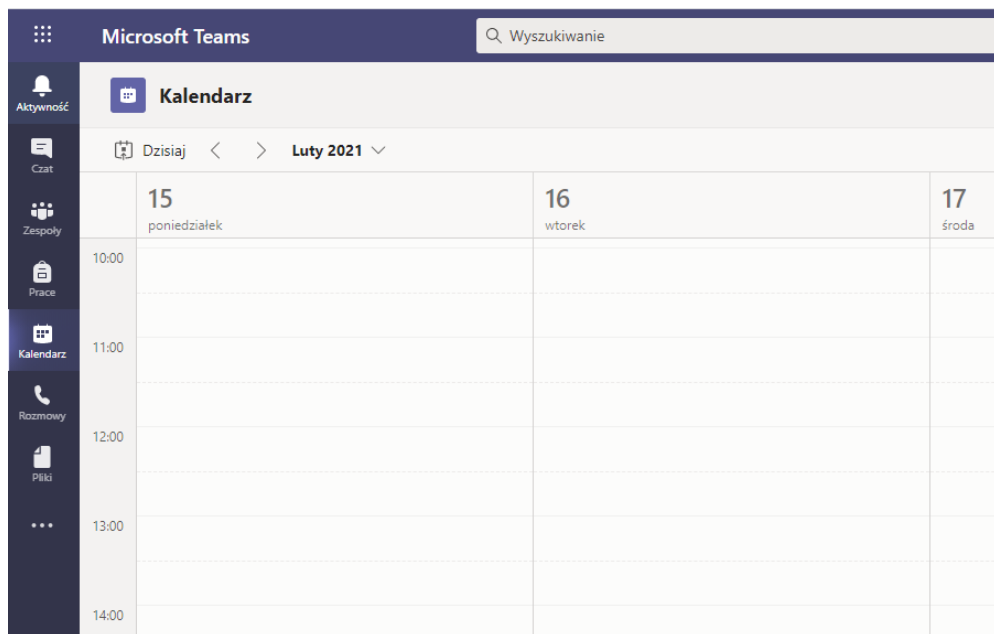 Microsoft Teams
Wyszukiwanie
Aktywność
Czat
Zespoły
Prace
Kalendarz
Rozmowy
Pliki
Kalendarz
Dzisiaj
Luty 2021
15
poniedziałek
16
wtorek
17
środa
10:00
11:00
12:00
13:00
14:00